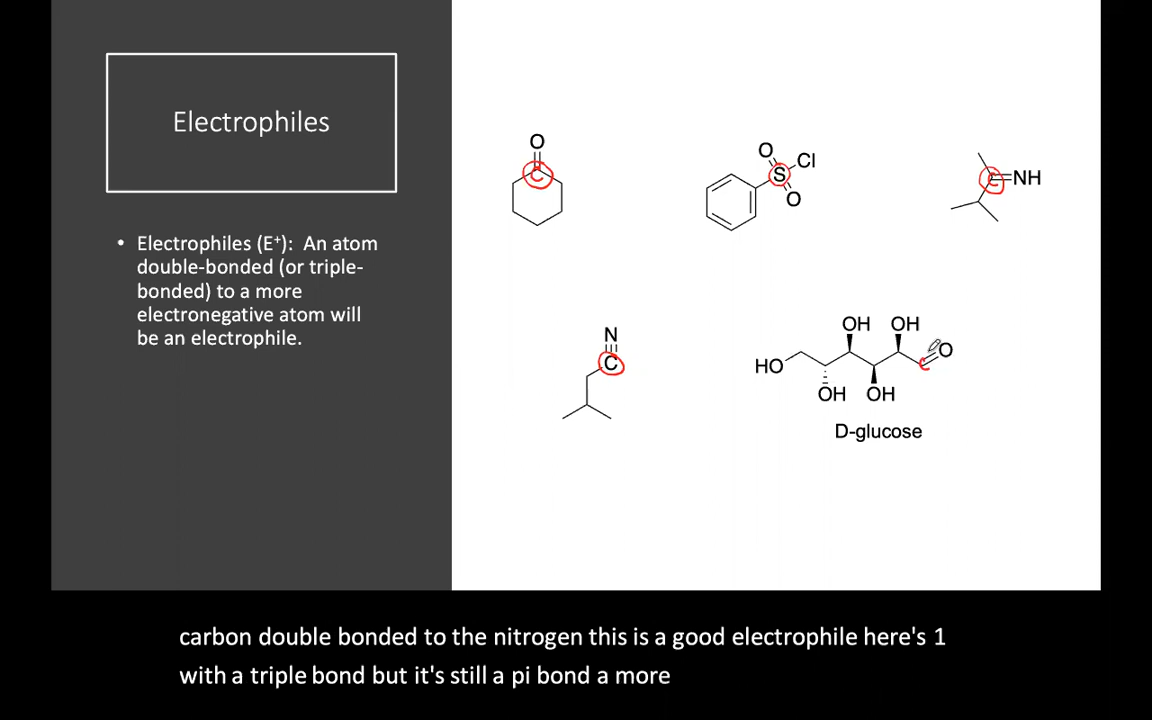 Electrophiles
• Electrophiles (E⁺): An atom
double-bonded (or triple-
bonded) to a more
electronegative atom will
be an electrophile.
O
C
O
S
Cl
O
C
NH
N
C
OH
OH
O
HO
C
OH
OH
D-glucose
carbon double bonded to the nitrogen this is a good electrophile here's 1
with a triple bond but it's still a pi bond a more